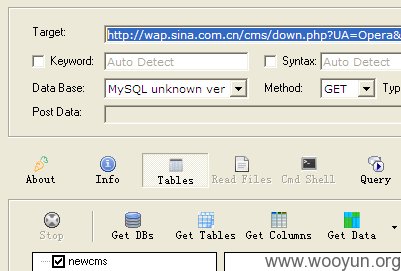 Target: http://wap.sina.com.cn/cms/down.php?UA=Opera&
Keyword: Auto Detect Syntax: Auto Detect
Data Base: MySQL unknown ver Method: GET Typ
Post Data:
About Info Tables Read Files Cmd Shell Query
Stop Get DBs Get Tables Get Columns Get Data
newcms
www.wooyun.org